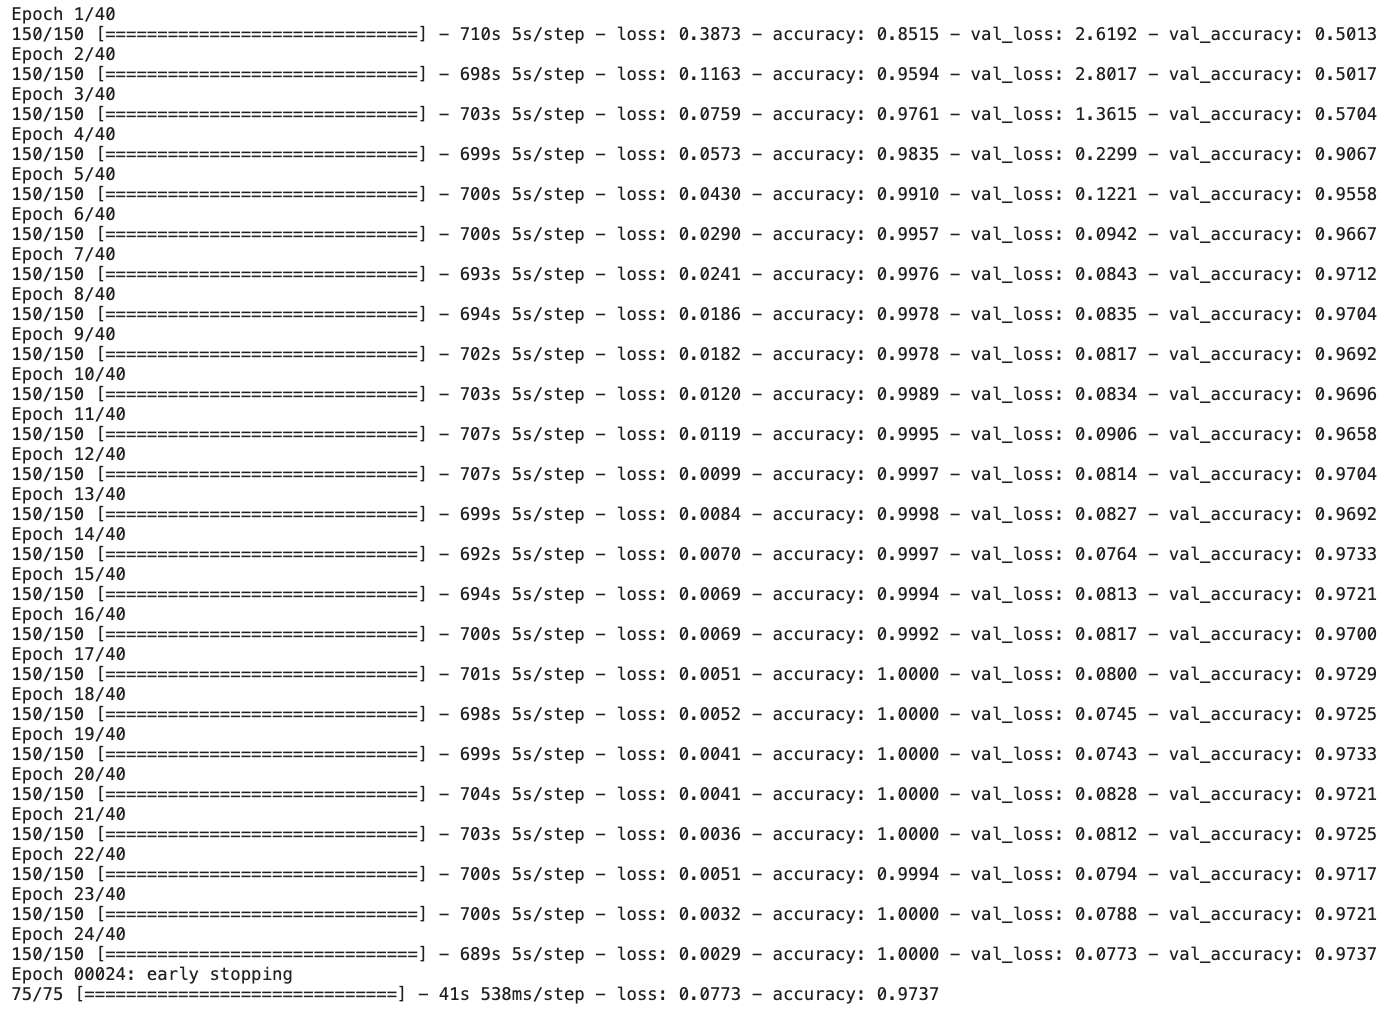 Epoch 1/40
150/150 [==============================] - 710s 5s/step - loss: 0.3873 - accuracy: 0.8515 - val_loss: 2.6192 - val_accuracy: 0.5013
Epoch 2/40
150/150 [==============================] - 698s 5s/step - loss: 0.1163 - accuracy: 0.9594 - val_loss: 2.8017 - val_accuracy: 0.5017
Epoch 3/40
150/150 [==============================] - 703s 5s/step - loss: 0.0759 - accuracy: 0.9761 - val_loss: 1.3615 - val_accuracy: 0.5704
Epoch 4/40
150/150 [==============================] - 699s 5s/step - loss: 0.0573 - accuracy: 0.9835 - val_loss: 0.2299 - val_accuracy: 0.9067
Epoch 5/40
150/150 [==============================] - 700s 5s/step - loss: 0.0430 - accuracy: 0.9910 - val_loss: 0.1221 - val_accuracy: 0.9558
Epoch 6/40
150/150 [==============================] - 700s 5s/step - loss: 0.0290 - accuracy: 0.9957 - val_loss: 0.0942 - val_accuracy: 0.9667
Epoch 7/40
150/150 [==============================] - 693s 5s/step - loss: 0.0241 - accuracy: 0.9976 - val_loss: 0.0843 - val_accuracy: 0.9712
Epoch 8/40
150/150 [==============================] - 694s 5s/step - loss: 0.0186 - accuracy: 0.9978 - val_loss: 0.0835 - val_accuracy: 0.9704
Epoch 9/40
150/150 [==============================] - 702s 5s/step - loss: 0.0182 - accuracy: 0.9978 - val_loss: 0.0817 - val_accuracy: 0.9692
Epoch 10/40
150/150 [==============================] - 703s 5s/step - loss: 0.0120 - accuracy: 0.9989 - val_loss: 0.0834 - val_accuracy: 0.9696
Epoch 11/40
150/150 [==============================] - 707s 5s/step - loss: 0.0119 - accuracy: 0.9995 - val_loss: 0.0906 - val_accuracy: 0.9658
Epoch 12/40
150/150 [==============================] - 707s 5s/step - loss: 0.0099 - accuracy: 0.9997 - val_loss: 0.0814 - val_accuracy: 0.9704
Epoch 13/40
150/150 [==============================] - 699s 5s/step - loss: 0.0084 - accuracy: 0.9998 - val_loss: 0.0827 - val_accuracy: 0.9692
Epoch 14/40
150/150 [==============================] - 692s 5s/step - loss: 0.0070 - accuracy: 0.9997 - val_loss: 0.0764 - val_accuracy: 0.9733
Epoch 15/40
150/150 [==============================] - 694s 5s/step - loss: 0.0069 - accuracy: 0.9994 - val_loss: 0.0813 - val_accuracy: 0.9721
Epoch 16/40
150/150 [==============================] - 700s 5s/step - loss: 0.0069 - accuracy: 0.9992 - val_loss: 0.0817 - val_accuracy: 0.9700
Epoch 17/40
150/150 [==============================] - 701s 5s/step - loss: 0.0051 - accuracy: 1.0000 - val_loss: 0.0800 - val_accuracy: 0.9729
Epoch 18/40
150/150 [==============================] - 698s 5s/step - loss: 0.0052 - accuracy: 1.0000 - val_loss: 0.0745 - val_accuracy: 0.9725
Epoch 19/40
150/150 [==============================] - 699s 5s/step - loss: 0.0041 - accuracy: 1.0000 - val_loss: 0.0743 - val_accuracy: 0.9733
Epoch 20/40
150/150 [==============================] - 704s 5s/step - loss: 0.0041 - accuracy: 1.0000 - val_loss: 0.0828 - val_accuracy: 0.9721
Epoch 21/40
150/150 [==============================] - 703s 5s/step - loss: 0.0036 - accuracy: 1.0000 - val_loss: 0.0812 - val_accuracy: 0.9725
Epoch 22/40
150/150 [==============================] - 700s 5s/step - loss: 0.0051 - accuracy: 0.9994 - val_loss: 0.0794 - val_accuracy: 0.9717
Epoch 23/40
150/150 [==============================] - 700s 5s/step - loss: 0.0032 - accuracy: 1.0000 - val_loss: 0.0788 - val_accuracy: 0.9721
Epoch 24/40
150/150 [==============================] - 689s 5s/step - loss: 0.0029 - accuracy: 1.0000 - val_loss: 0.0773 - val_accuracy: 0.9737
Epoch 00024: early stopping
75/75 [==============================] - 41s 538ms/step - loss: 0.0773 - accuracy: 0.9737